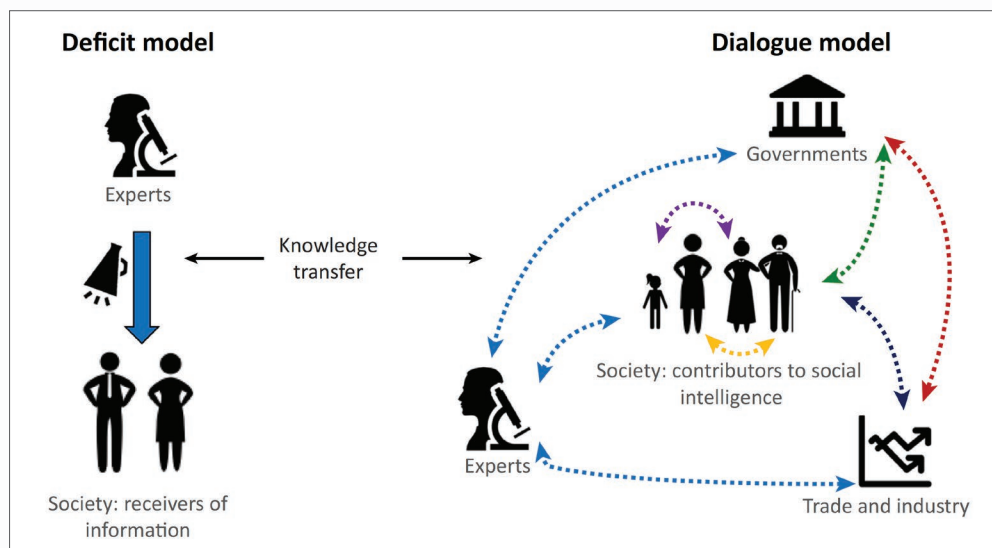 Deficit model
Experts
Society: receivers of
information
Knowledge
transfer
Dialogue model
Governments
Society: contributors to social
intelligence
Experts
Trade and industry